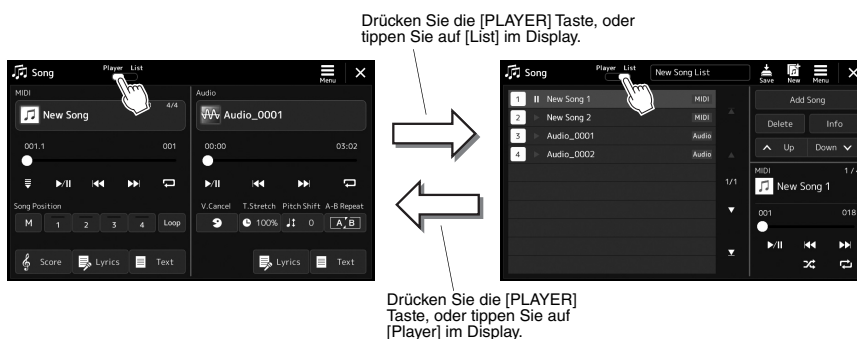 Drücken Sie die [PLAYER] Taste, oder
tippen Sie auf [List] im Display.
Song
Player List
Menu
MIDI
New Song
4/4
001.1
001
Song Position
M 1 2 3 4 Loop
Score Lyrics Text
Audio
Audio_0001
00:00
03:02
V.Cancel T.Stretch Pitch Shift A-B Repeat
100% 0 A B
Lyrics Text
Song
Player List
New Song List
Save New Menu
1 New Song 1 MIDI
2 New Song 2 MIDI
3 Audio_0001 Audio
4 Audio_0002 Audio
1/1
Add Song
Delete Info
Up Down
MIDI
New Song 1
001
018
Drücken Sie die [PLAYER]
Taste, oder tippen Sie auf
[Player] im Display.